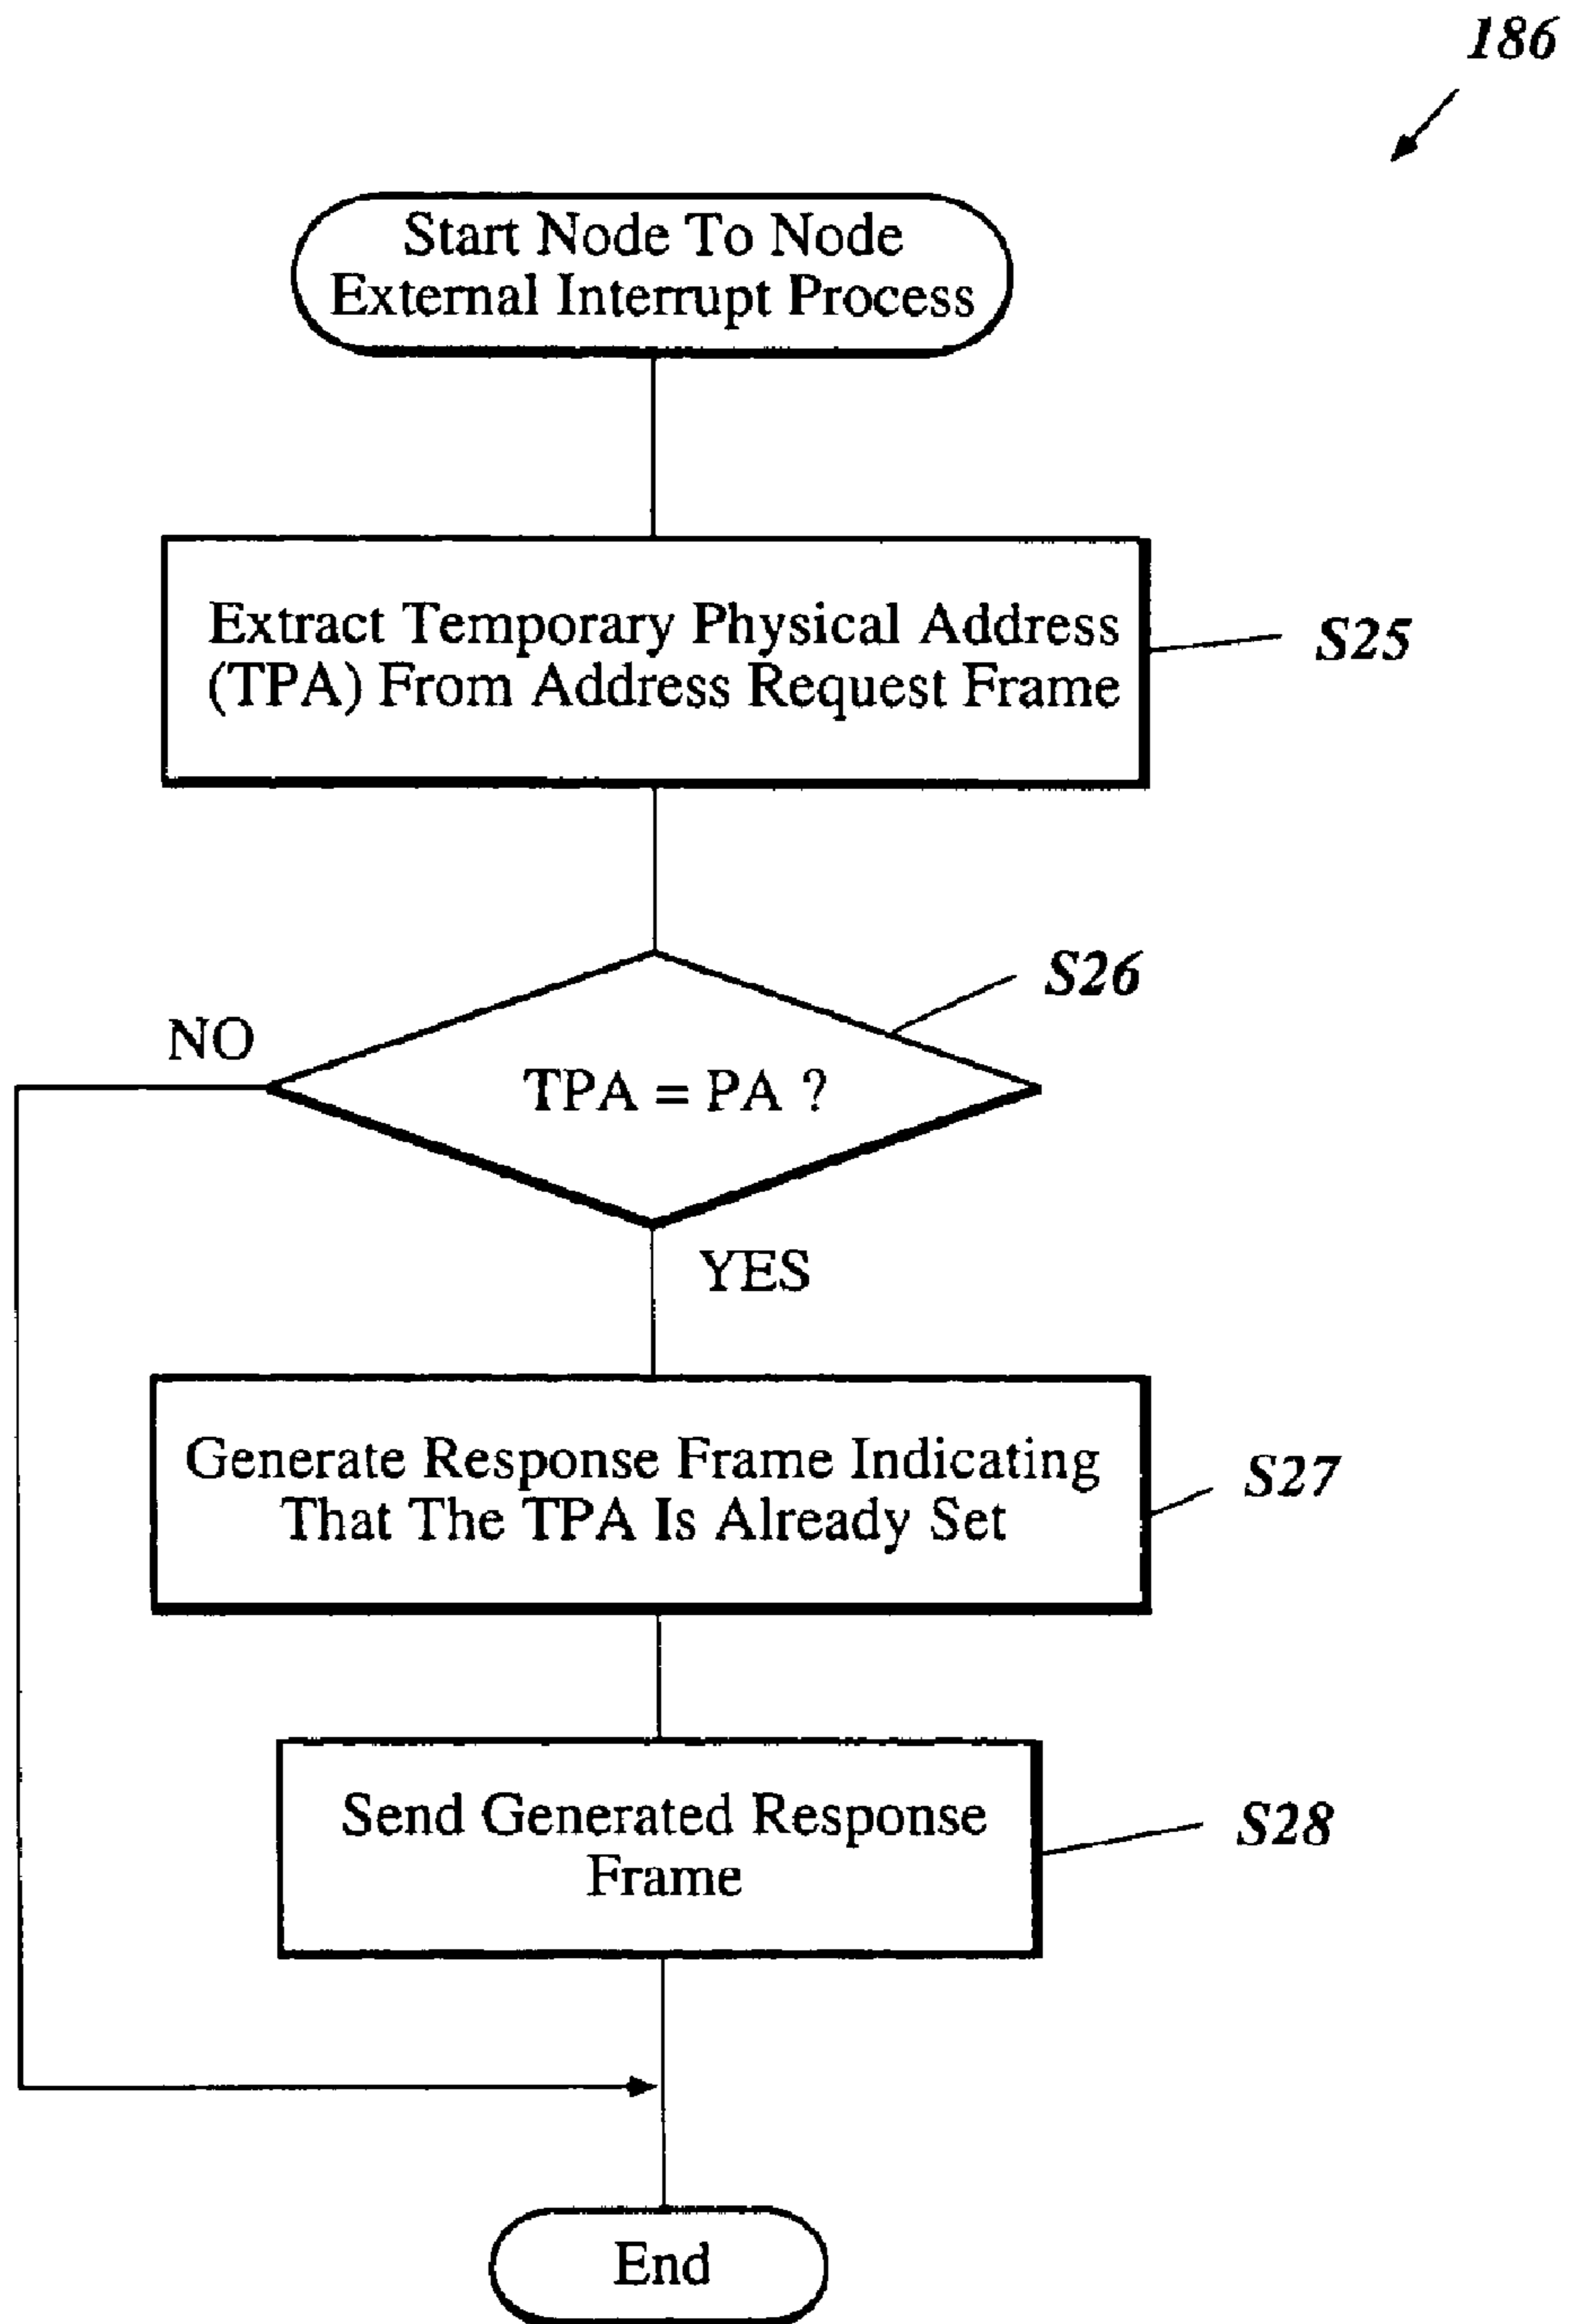 186
Start Node To Node
External Interrupt Process
Extract Temporary Physical Address
(TPA) From Address Request Frame
S25
S26
NO
TPA = PA ?
YES
Generate Response Frame Indicating
That The TPA Is Already Set
S27
Send Generated Response
Frame
S28
End